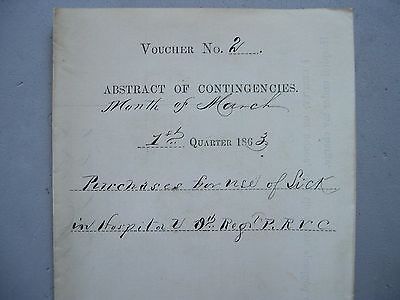 VOUCHER No. 2
ABSTRACT OF CONTINGENCIES.
Month of March
1st QUARTER 1863.
Purchases for use of Sick
in Hospital 8th Regt P. R. V. C